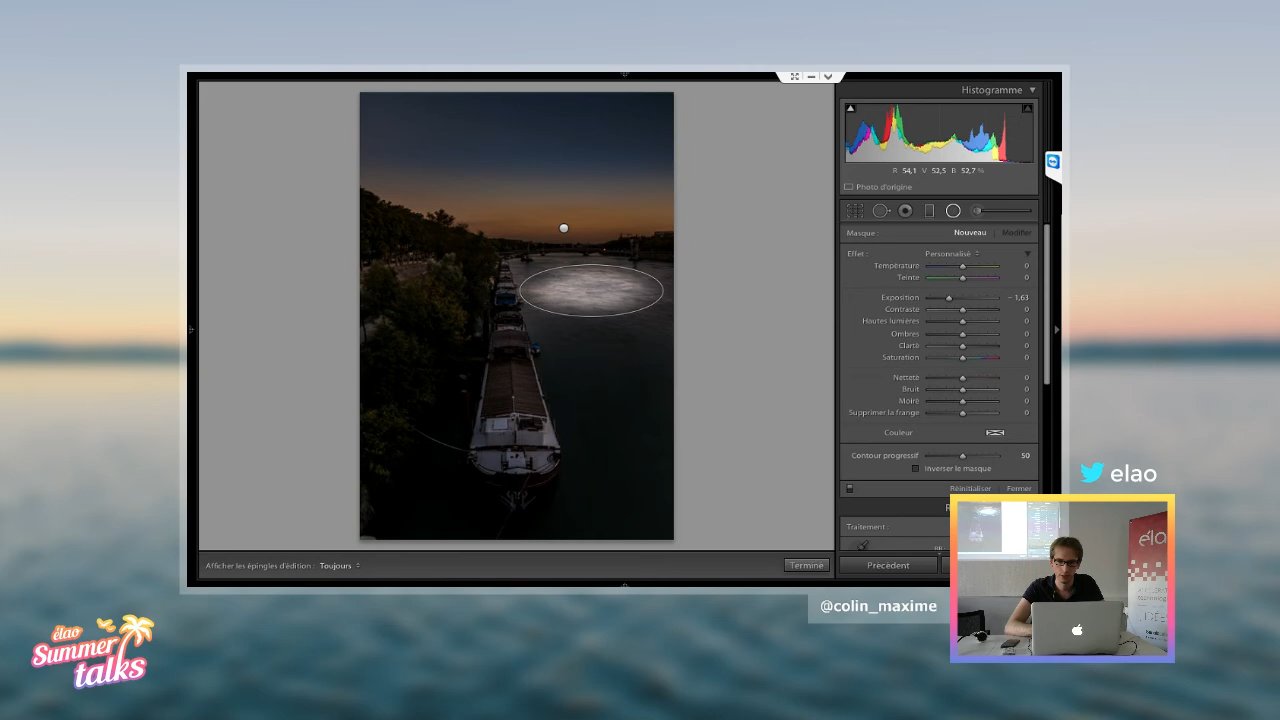 Histogramme
R 54,1 V 52,5 B 52,7 %
Photo d'origine
Masque : Nouveau | Modifier
Effet : Personnalisé
Température 0
Teinte 0
Exposition − 1,63
Contraste 0
Hautes lumières 0
Ombres 0
Clarté 0
Saturation 0
Netteté 0
Bruit 0
Moiré 0
Supprimer la frange 0
Couleur
Contour progressif 50
Inverser le masque
Réinitialiser Fermer
Traitement :
Afficher les épingles d'édition : Toujours
Terminé
Précédent
elao
@colin_maxime
élao
Summer
talks